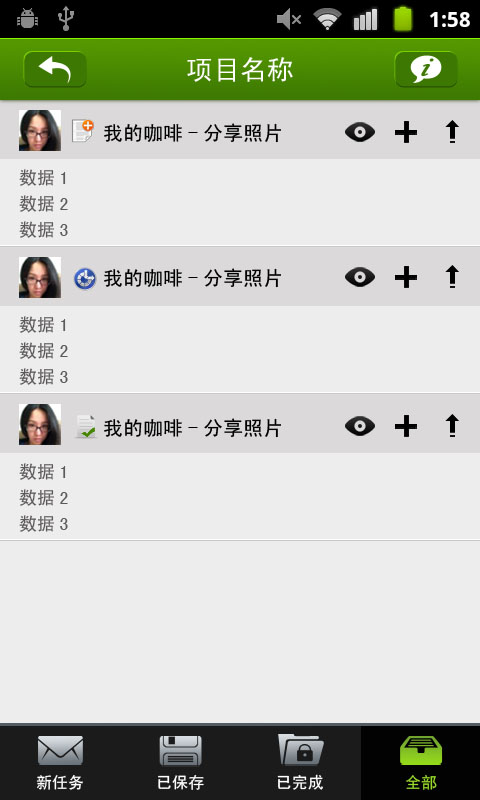 1:58
项目名称
我的咖啡 – 分享照片
数据 1
数据 2
数据 3
我的咖啡 – 分享照片
数据 1
数据 2
数据 3
我的咖啡 – 分享照片
数据 1
数据 2
数据 3
新任务 已保存 已完成 全部